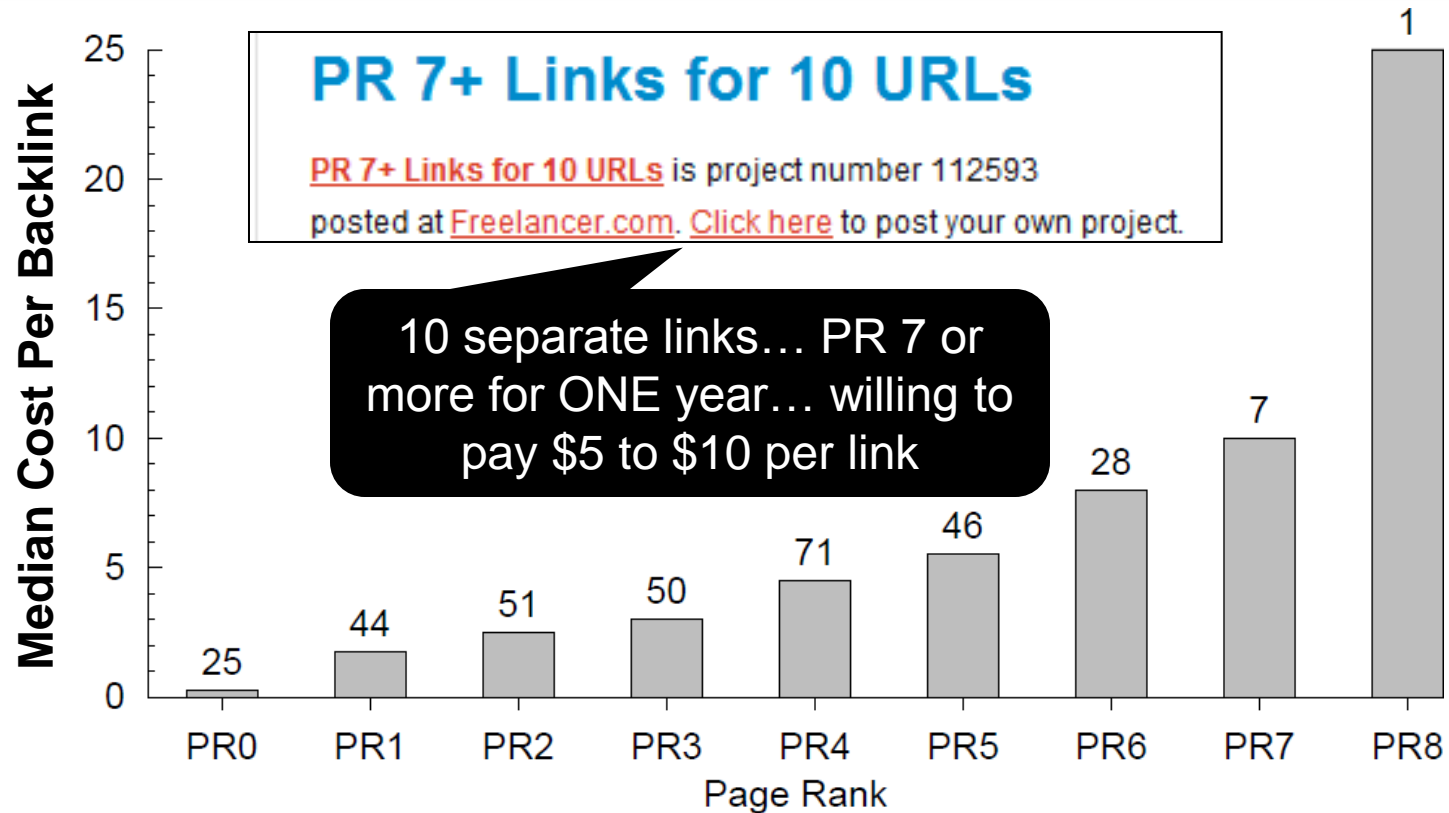 Median Cost Per Backlink
25
20
15
10
5
0
PR 7+ Links for 10 URLs
PR 7+ Links for 10 URLs is project number 112593
posted at Freelancer.com. Click here to post your own project.
10 separate links… PR 7 or
more for ONE year… willing to
pay $5 to $10 per link
25
44
51
50
71
46
28
7
1
PR0
PR1
PR2
PR3
PR4
PR5
PR6
PR7
PR8
Page Rank